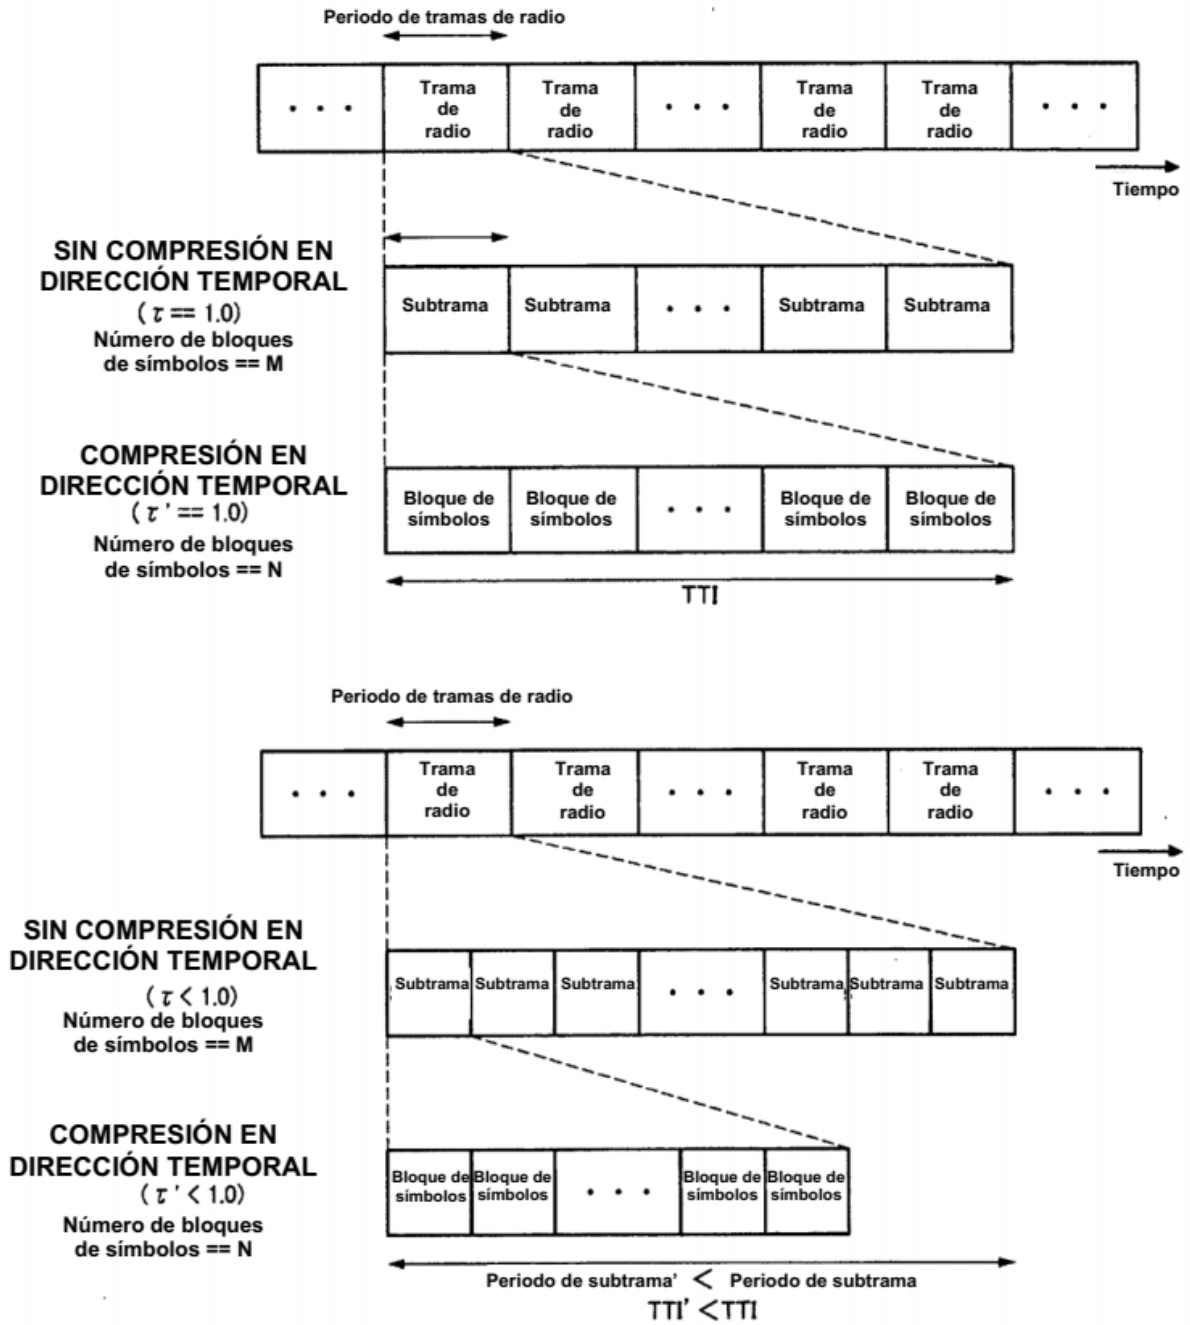 Periodo de tramas de radio
• • •
Trama de radio
Trama de radio
• • •
Trama de radio
Trama de radio
• • •
Tiempo
SIN COMPRESIÓN EN
DIRECCIÓN TEMPORAL
( τ == 1.0)
Número de bloques
de símbolos == M
Subtrama
Subtrama
• • •
Subtrama
Subtrama
COMPRESIÓN EN
DIRECCIÓN TEMPORAL
( τ ' == 1.0)
Número de bloques
de símbolos == N
Bloque de símbolos
Bloque de símbolos
• • •
Bloque de símbolos
Bloque de símbolos
TTI
Periodo de tramas de radio
• • •
Trama de radio
Trama de radio
• • •
Trama de radio
Trama de radio
• • •
Tiempo
SIN COMPRESIÓN EN
DIRECCIÓN TEMPORAL
( τ < 1.0)
Número de bloques
de símbolos == M
Subtrama
Subtrama
Subtrama
• • •
Subtrama
Subtrama
Subtrama
COMPRESIÓN EN
DIRECCIÓN TEMPORAL
( τ ' < 1.0)
Número de bloques
de símbolos == N
Bloque de símbolos
Bloque de símbolos
• • •
Bloque de símbolos
Bloque de símbolos
Periodo de subtrama' < Periodo de subtrama
TTI' < TTI